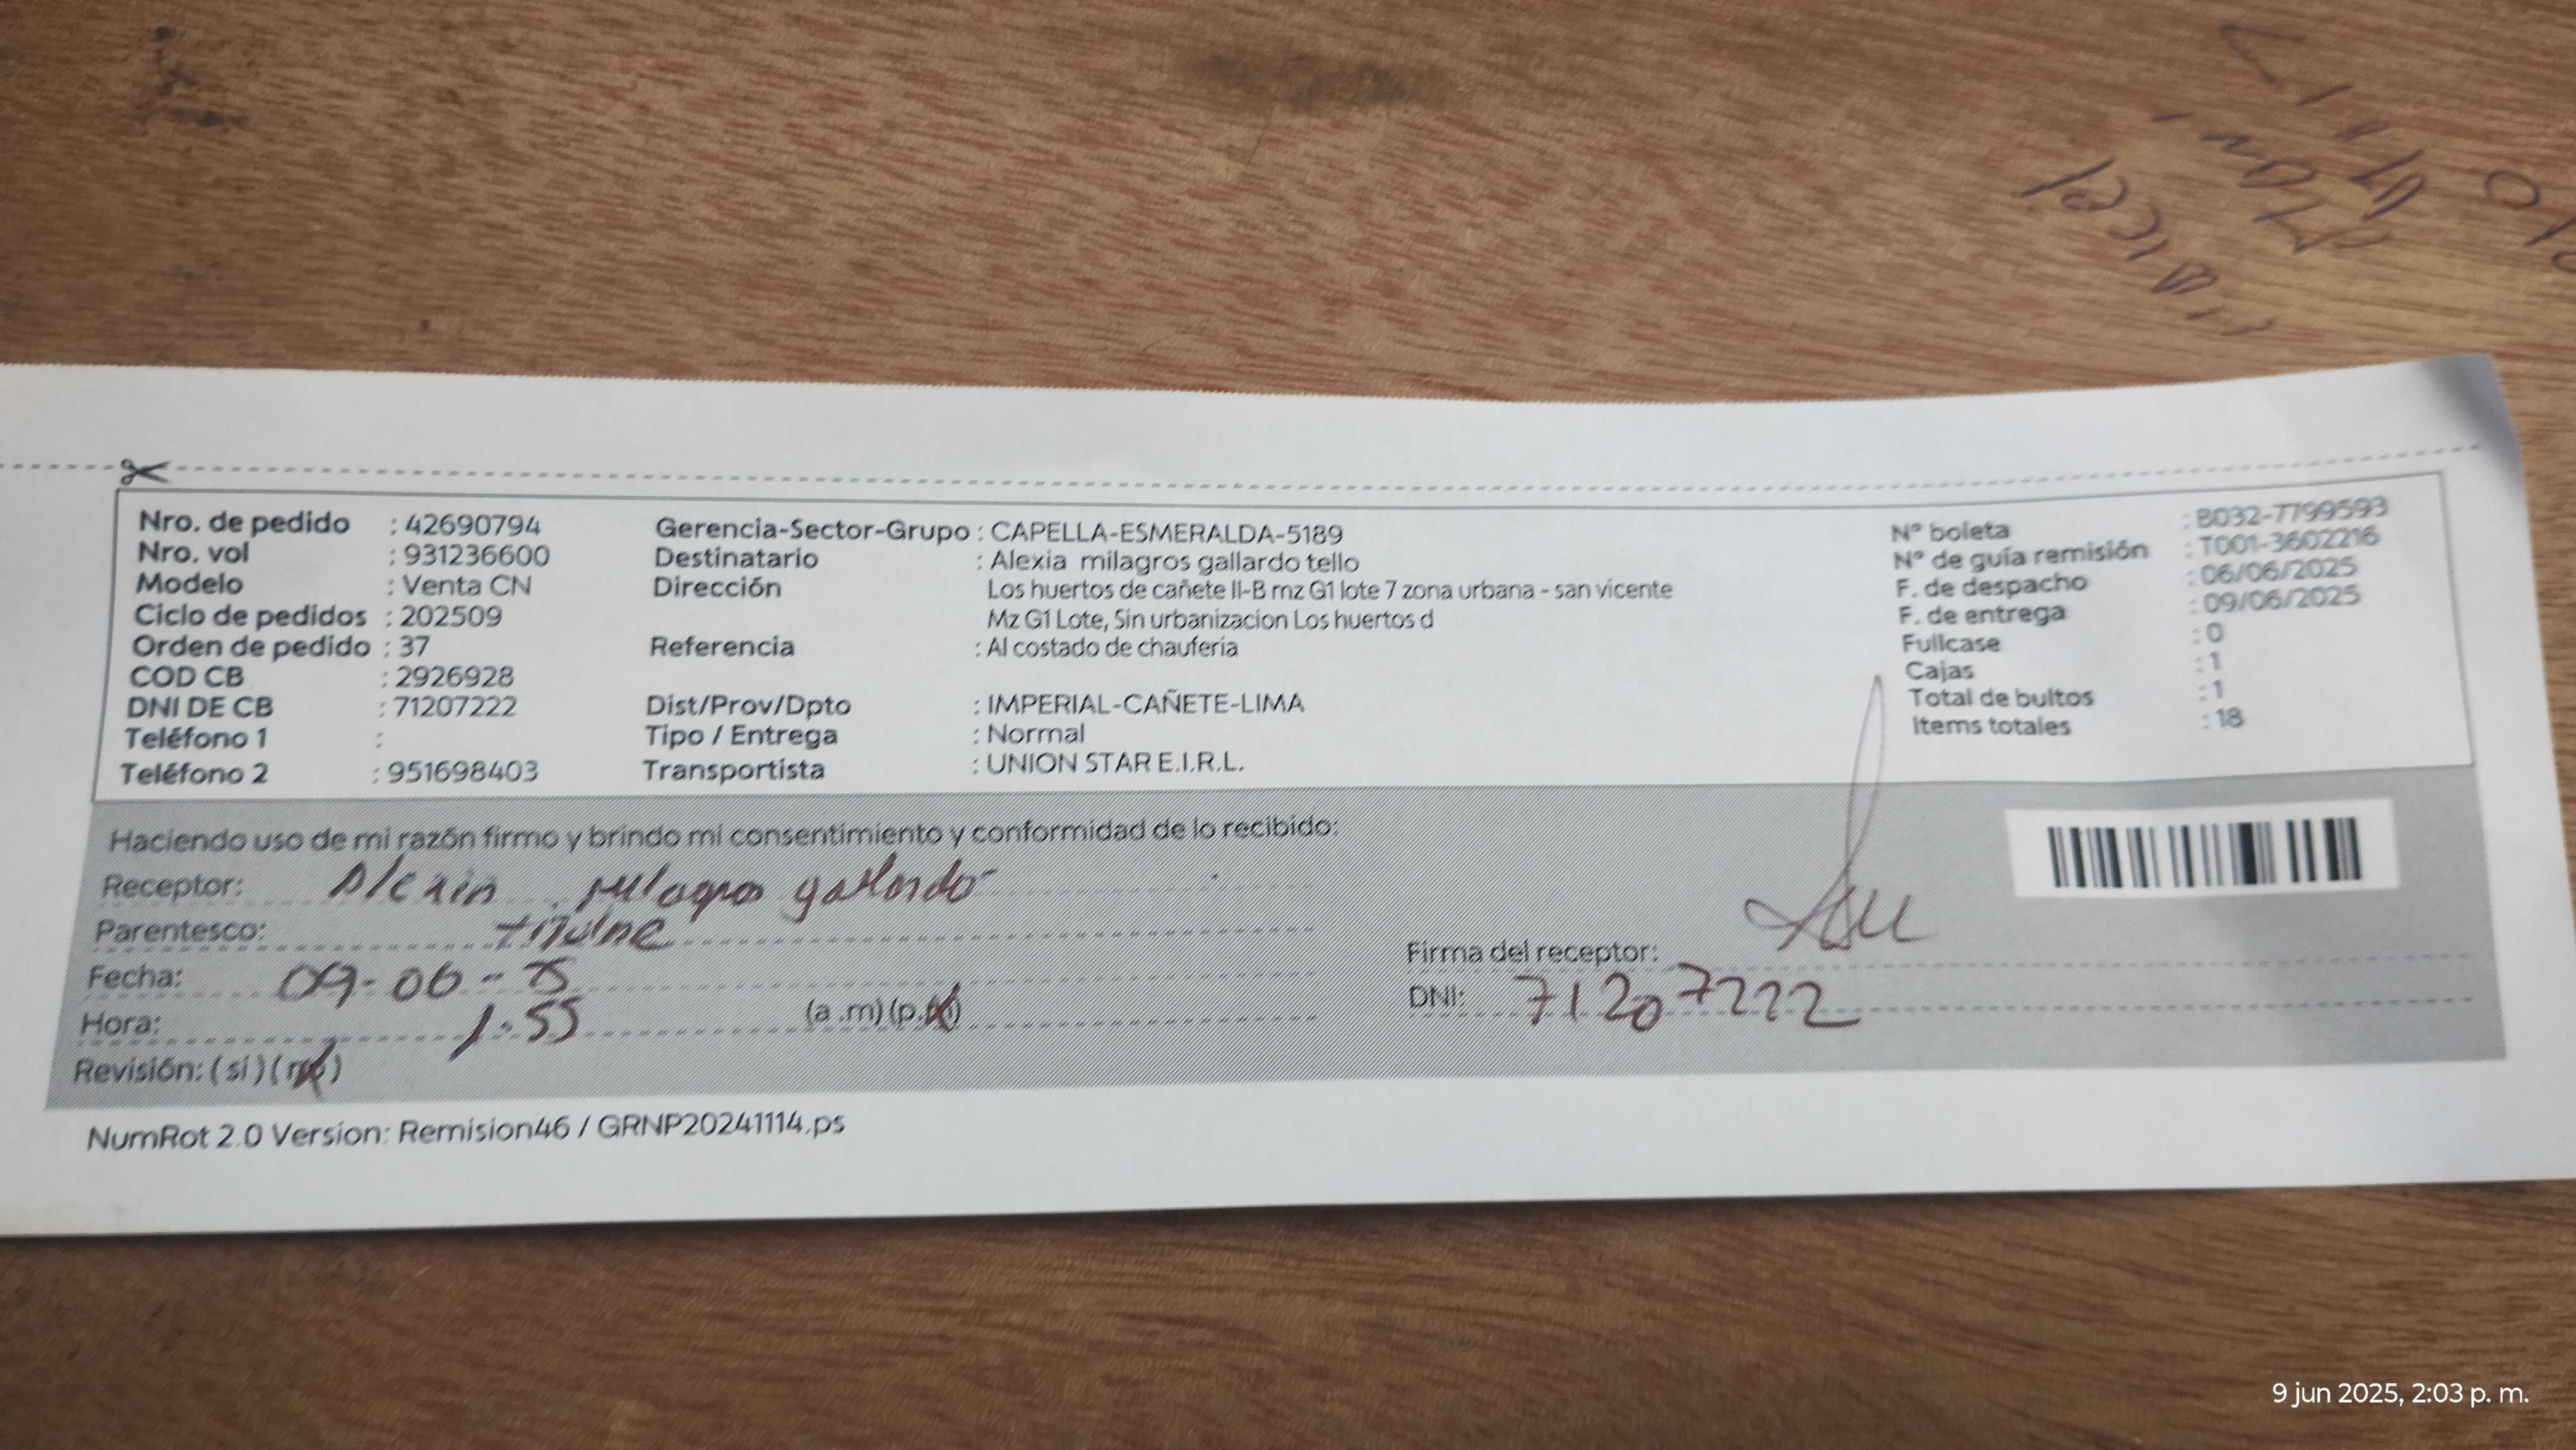 Nro. de pedido : 42690794
Nro. vol : 931236600
Modelo : Venta CN
Ciclo de pedidos : 202509
Orden de pedido : 37
COD CB : 2926928
DNI DE CB : 71207222
Teléfono 1 :
Teléfono 2 : 951698403
Gerencia-Sector-Grupo : CAPELLA-ESMERALDA-5189
Destinatario : Alexia milagros gallardo tello
Dirección Los huertos de cañete II-B mz G1 lote 7 zona urbana - san vicente
Mz G1 Lote, Sin urbanizacion Los huertos d
Referencia : Al costado de chauferia
Dist/Prov/Dpto : IMPERIAL-CAÑETE-LIMA
Tipo / Entrega : Normal
Transportista : UNION STAR E.I.R.L.
N° boleta : B032-7799593
N° de guía remisión : T001-3602216
F. de despacho : 06/06/2025
F. de entrega : 09/06/2025
Fullcase : 0
Cajas : 1
Total de bultos : 1
Items totales : 18
Haciendo uso de mi razón firmo y brindo mi consentimiento y conformidad de lo recibido:
Receptor: Alexia milagros gallardo
Parentesco:
Fecha: 09-06-25
Hora: 1:55 (a .m) (p.m)
Revisión: ( si ) ( no )
Firma del receptor:
DNI: 71207222
NumRot 2.0 Version: Remision46 / GRNP20241114.ps
9 jun 2025, 2:03 p. m.